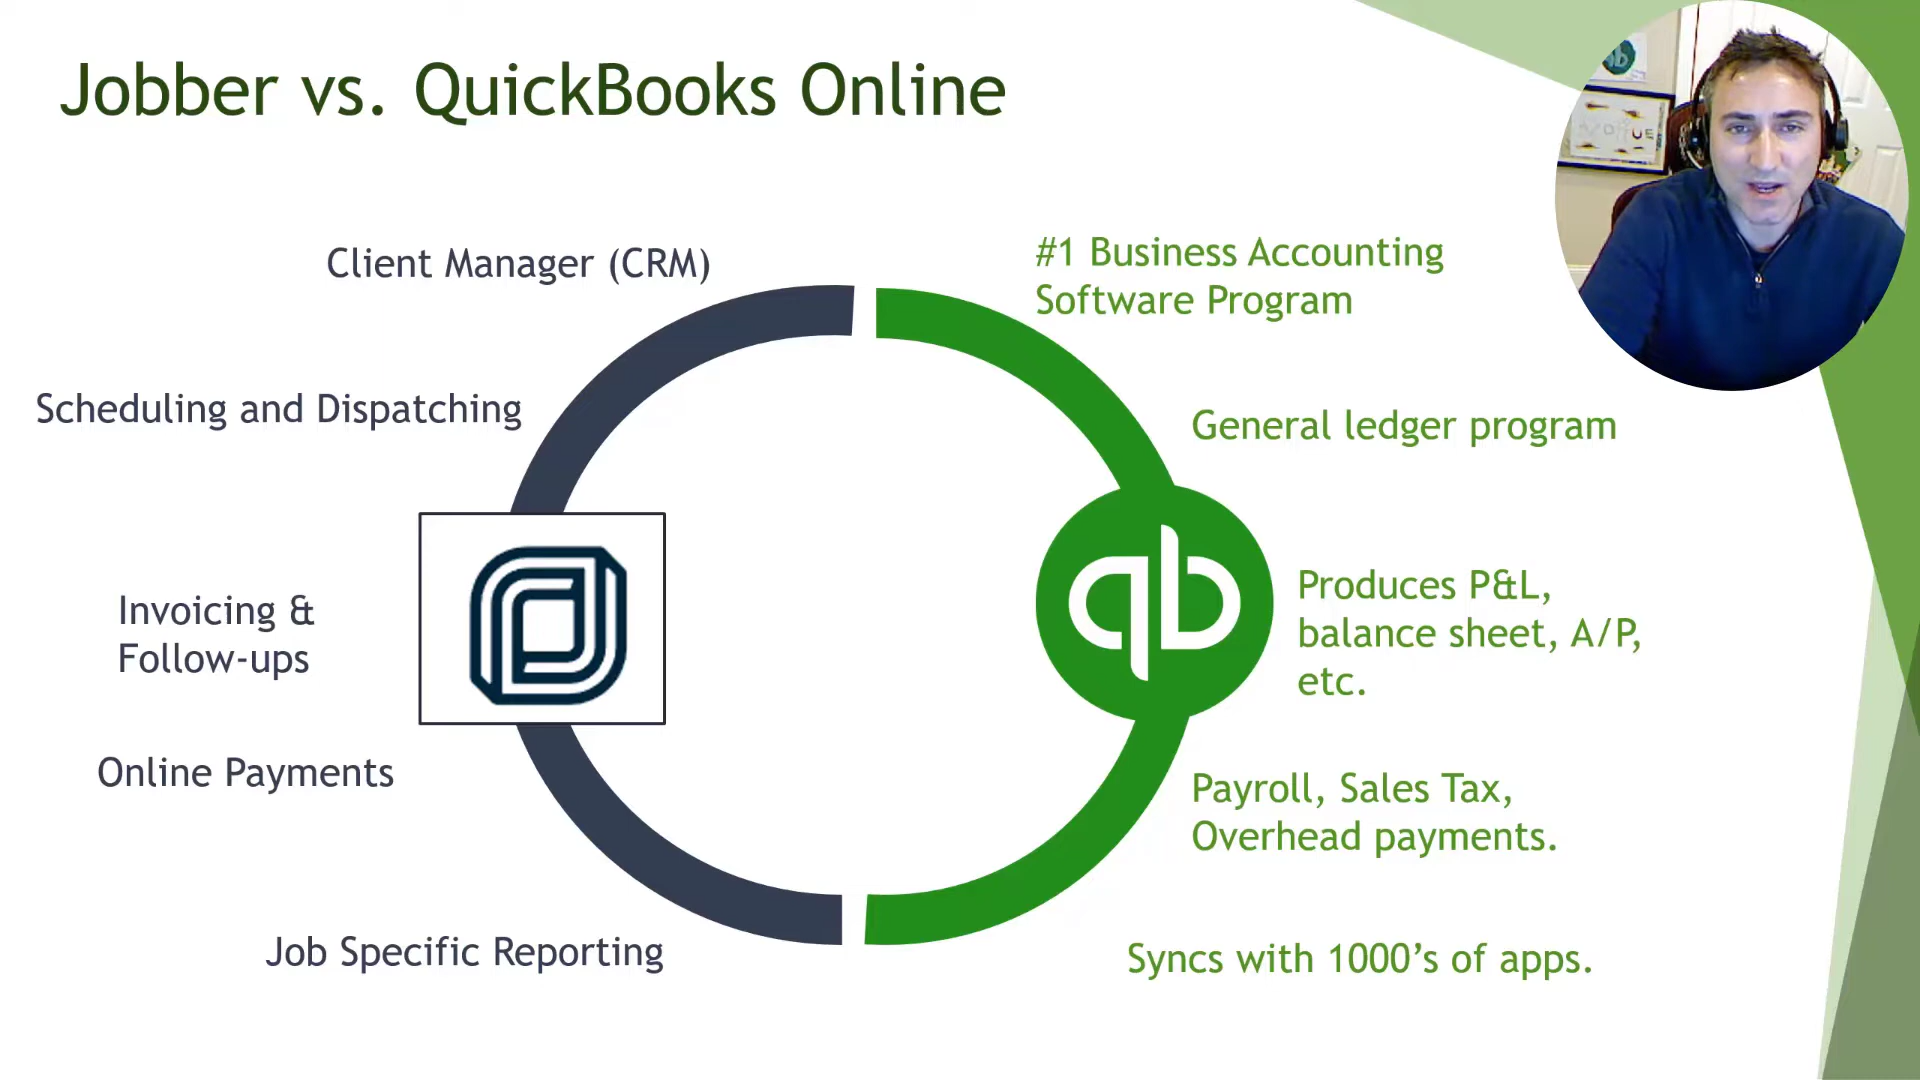 Jobber vs. QuickBooks Online
Client Manager (CRM)
Scheduling and Dispatching
Invoicing &
Follow-ups
Online Payments
Job Specific Reporting
#1 Business Accounting
Software Program
General ledger program
qb
Produces P&L,
balance sheet, A/P,
etc.
Payroll, Sales Tax,
Overhead payments.
Syncs with 1000’s of apps.